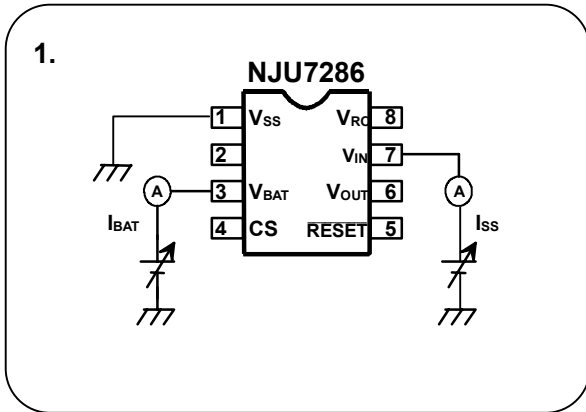 1.
NJU7286
1 VSS VRO 8
2 VIN 7
3 VBAT VOUT 6
4 CS RESET 5
A
A
IBAT
ISS